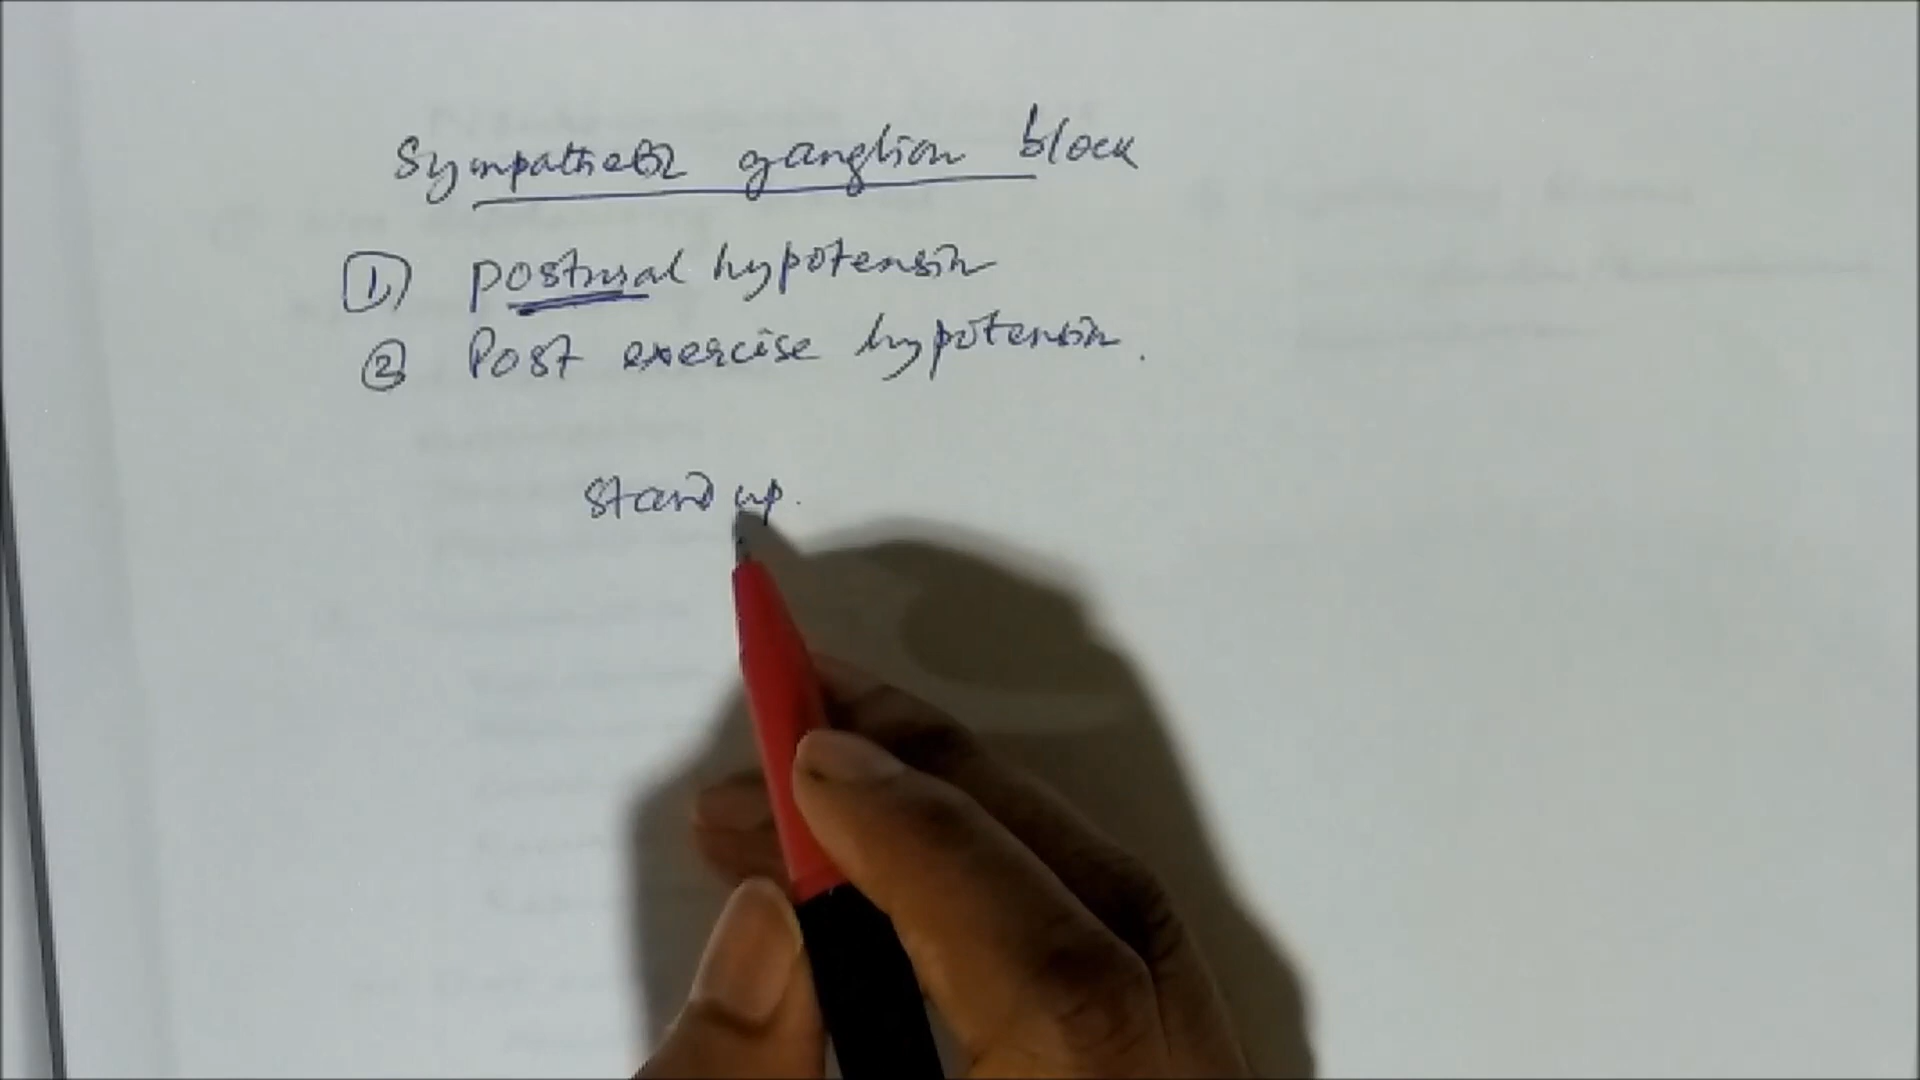 Sympathetic ganglion block
① postural hypotension
② Post exercise hypotension.
stand up.